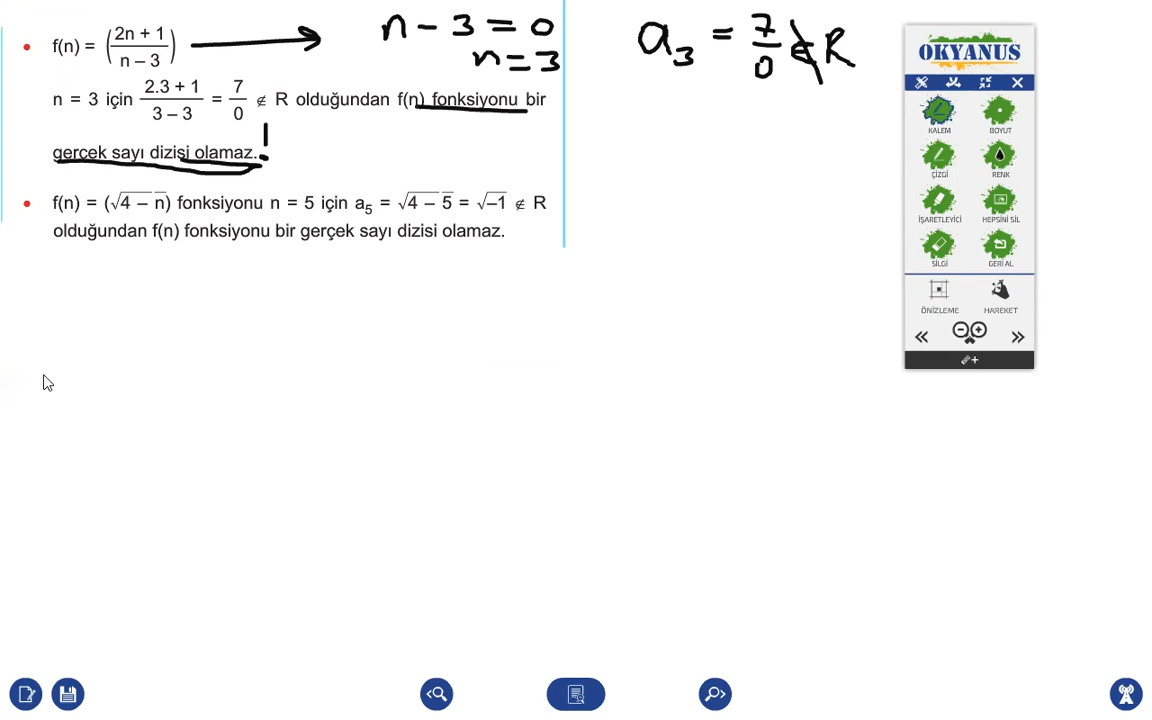 n – 3 = 0
n = 3
a₃ = 7/0 ∉ R
• f(n) = (2n + 1 / n – 3)
n = 3 için 2.3 + 1 / 3 – 3 = 7/0 ∉ R olduğundan f(n) fonksiyonu bir
gerçek sayı dizisi olamaz. !
• f(n) = (√4 – n) fonksiyonu n = 5 için a₅ = √4 – 5 = √–1 ∉ R
olduğundan f(n) fonksiyonu bir gerçek sayı dizisi olamaz.
OKYANUS
KALEM
BOYUT
ÇİZGİ
RENK
İŞARETLEYİCİ
HEPSİNİ SİL
SİLGİ
GERİ AL
ÖNİZLEME
HAREKET